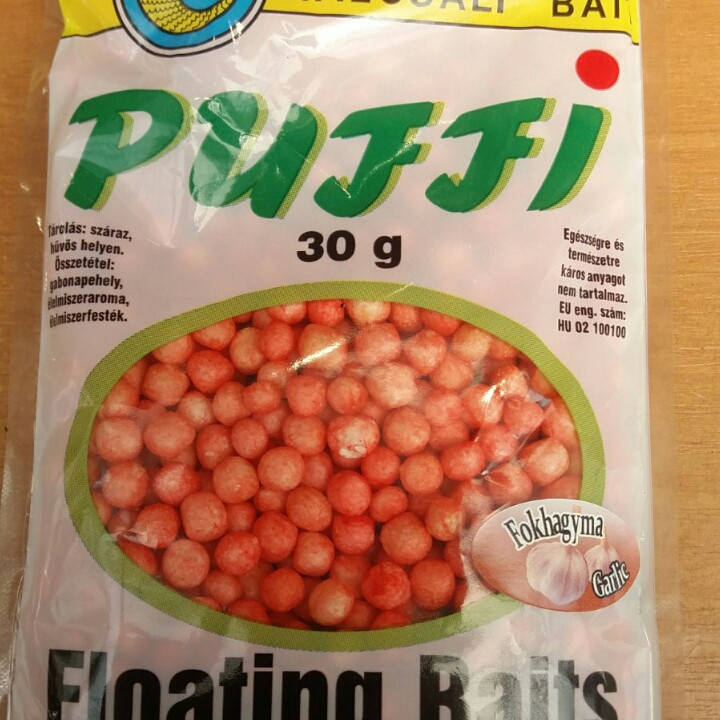 BAIT
PUFFI
30 g
Tárolás: száraz,
hűvös helyen.
Összetétel:
gabonapehely,
élelmiszeraroma,
élelmiszerfesték.
Egészségre és
természetre
káros anyagot
nem tartalmaz.
EU eng. szám:
HU 02 100100
Fokhagyma
Garlic
Floating Baits